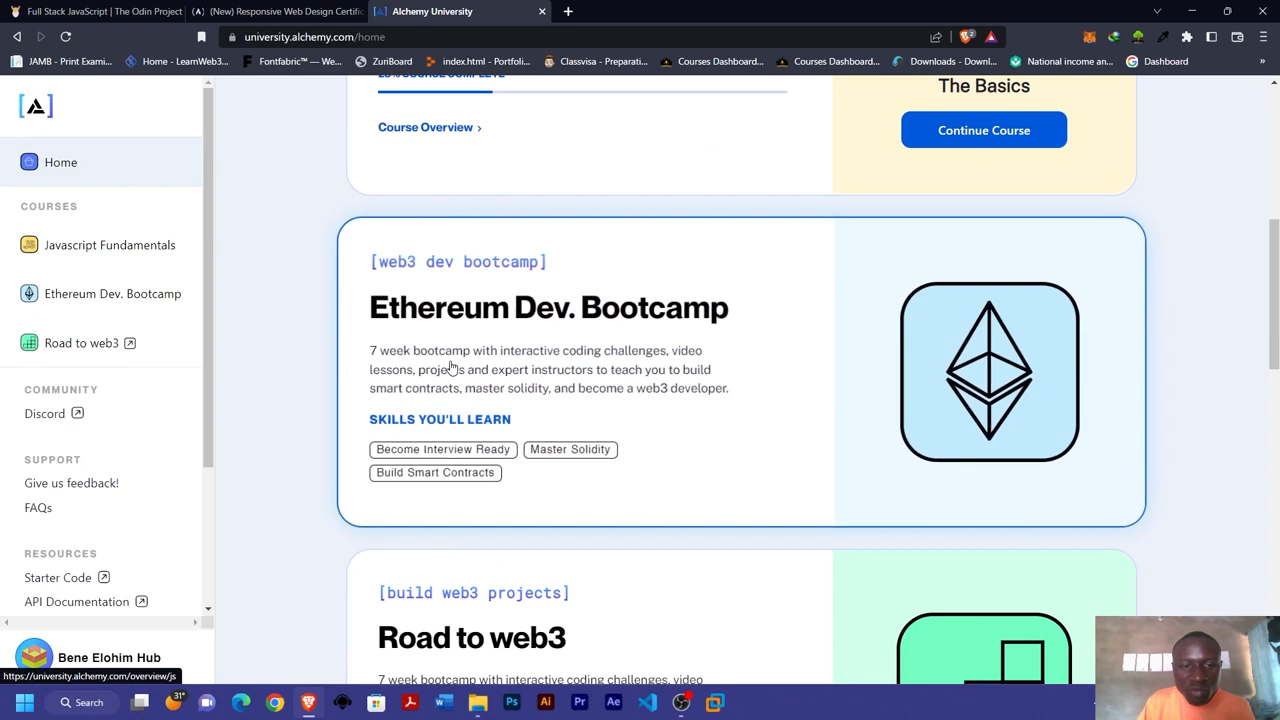 Full Stack JavaScript | The Odin Project
(New) Responsive Web Design Certific
Alchemy University
university.alchemy.com/home
JAMB - Print Exami...
Home - LearnWeb3...
Fontfabric™ — We...
ZuriBoard
index.html - Portfoli...
Classvisa - Preparati...
Courses Dashboard...
Courses Dashboard...
Downloads - Downl...
National income an...
Dashboard
Home
COURSES
Javascript Fundamentals
Ethereum Dev. Bootcamp
Road to web3
COMMUNITY
Discord
SUPPORT
Give us feedback!
FAQs
RESOURCES
Starter Code
API Documentation
Bene Elohim Hub
https://university.alchemy.com/overview/js
Course Overview >
The Basics
Continue Course
[web3 dev bootcamp]
Ethereum Dev. Bootcamp
7 week bootcamp with interactive coding challenges, video
lessons, projects and expert instructors to teach you to build
smart contracts, master solidity, and become a web3 developer.
SKILLS YOU'LL LEARN
Become Interview Ready
Master Solidity
Build Smart Contracts
[build web3 projects]
Road to web3
7 week bootcamp with interactive coding challenges, video
Search
31°
Ps
Ai
Pr
Ae